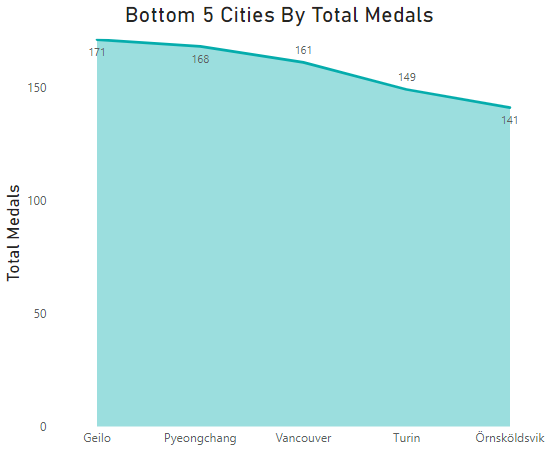 Bottom 5 Cities By Total Medals
171
168
161
149
141
150
100
50
0
Total Medals
Geilo
Pyeongchang
Vancouver
Turin
Örnsköldsvik